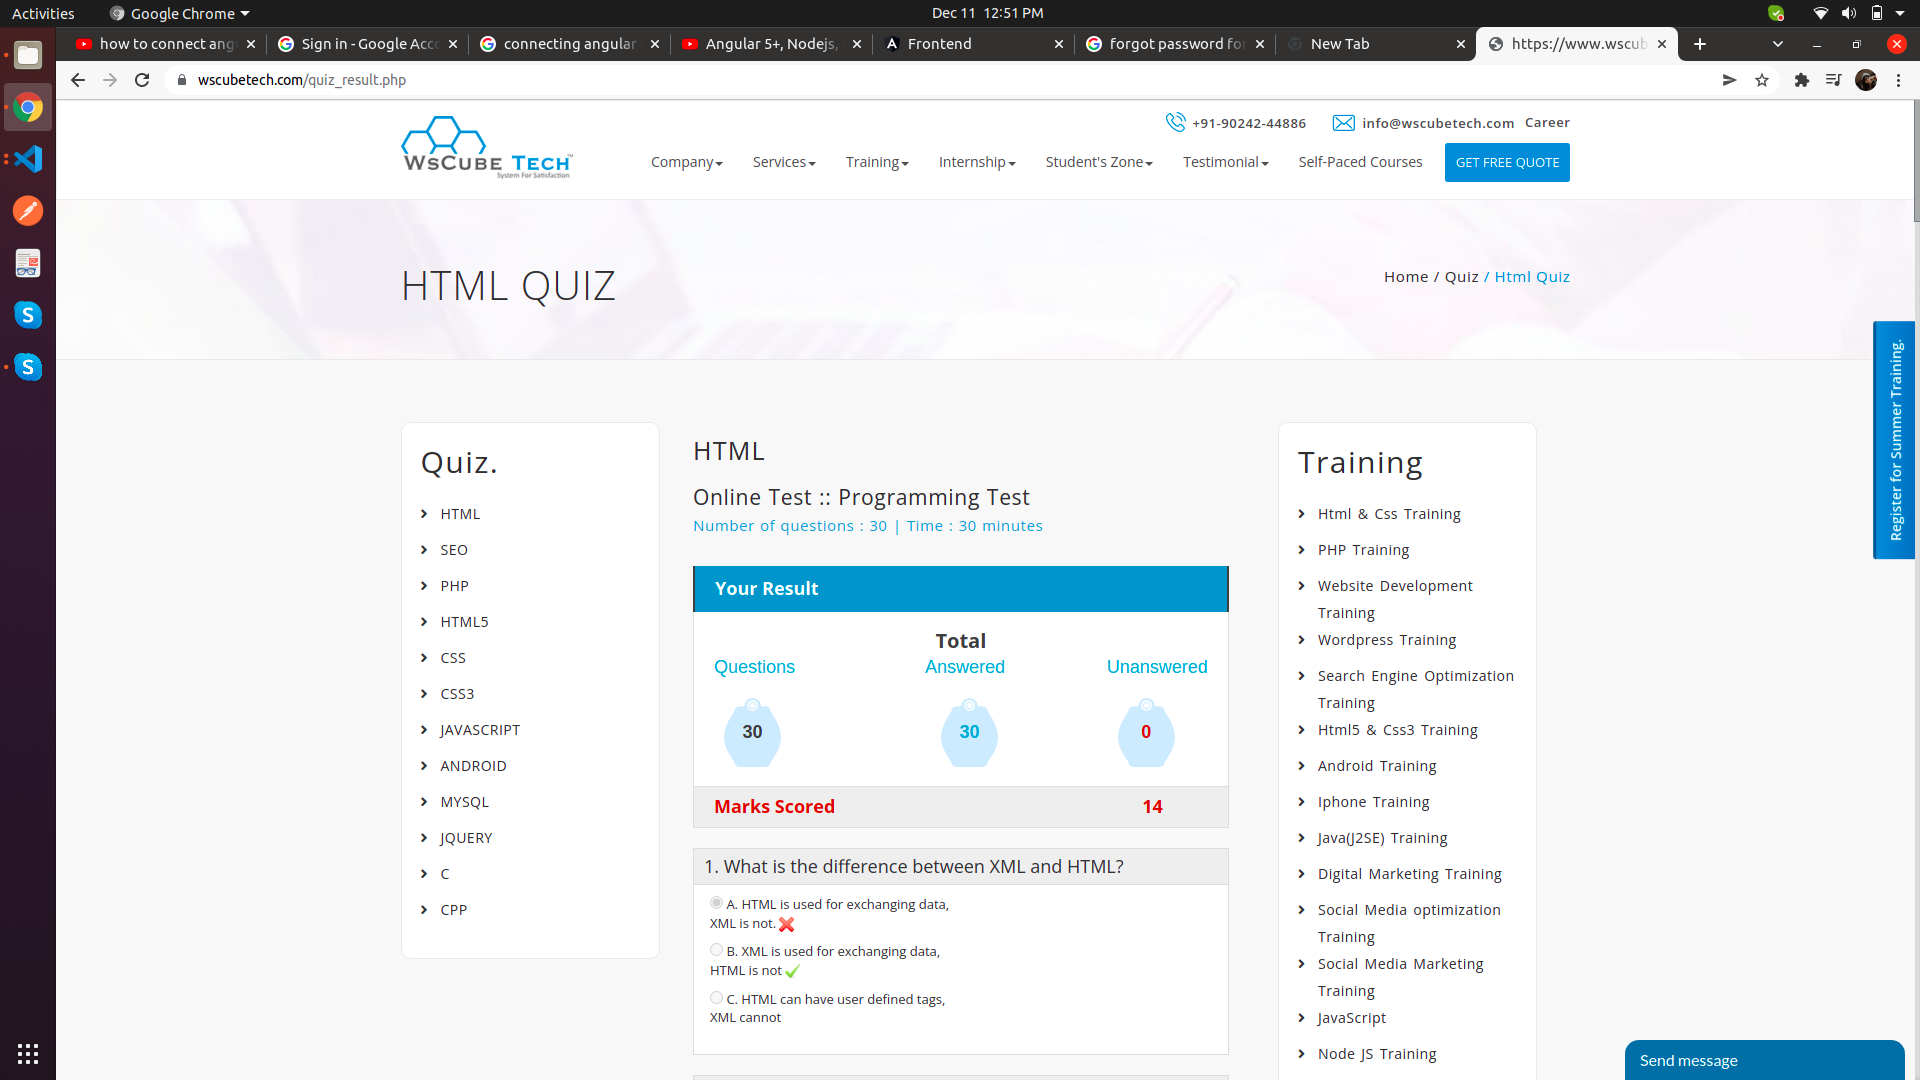 Activities
Google Chrome
Dec 11 12:51 PM
how to connect ang
Sign in - Google Acc
connecting angular
Angular 5+, Nodejs,
Frontend
forgot password for
New Tab
https://www.wscub
wscubetech.com/quiz_result.php
+91-90242-44886
info@wscubetech.com
Career
WsCube Tech
System For Satisfaction
Company
Services
Training
Internship
Student's Zone
Testimonial
Self-Paced Courses
GET FREE QUOTE
HTML QUIZ
Home / Quiz / Html Quiz
Register for Summer Training.
Quiz.
HTML
SEO
PHP
HTML5
CSS
CSS3
JAVASCRIPT
ANDROID
MYSQL
JQUERY
C
CPP
HTML
Online Test :: Programming Test
Number of questions : 30 | Time : 30 minutes
Your Result
Total
Questions
Answered
Unanswered
30
30
0
Marks Scored
14
1. What is the difference between XML and HTML?
A. HTML is used for exchanging data,
XML is not.
B. XML is used for exchanging data,
HTML is not
C. HTML can have user defined tags,
XML cannot
Training
Html & Css Training
PHP Training
Website Development
Training
Wordpress Training
Search Engine Optimization
Training
Html5 & Css3 Training
Android Training
Iphone Training
Java(J2SE) Training
Digital Marketing Training
Social Media optimization
Training
Social Media Marketing
Training
JavaScript
Node JS Training
Send message